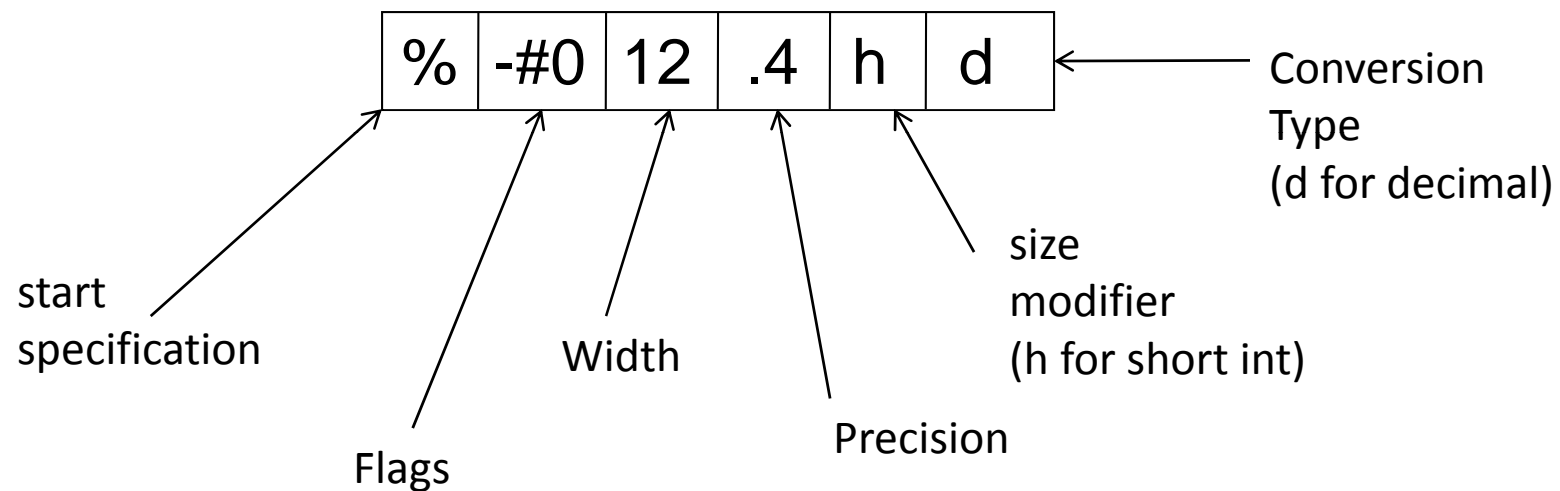 % -#0 12 .4 h d
Conversion
Type
(d for decimal)
size
modifier
(h for short int)
start
specification
Width
Precision
Flags